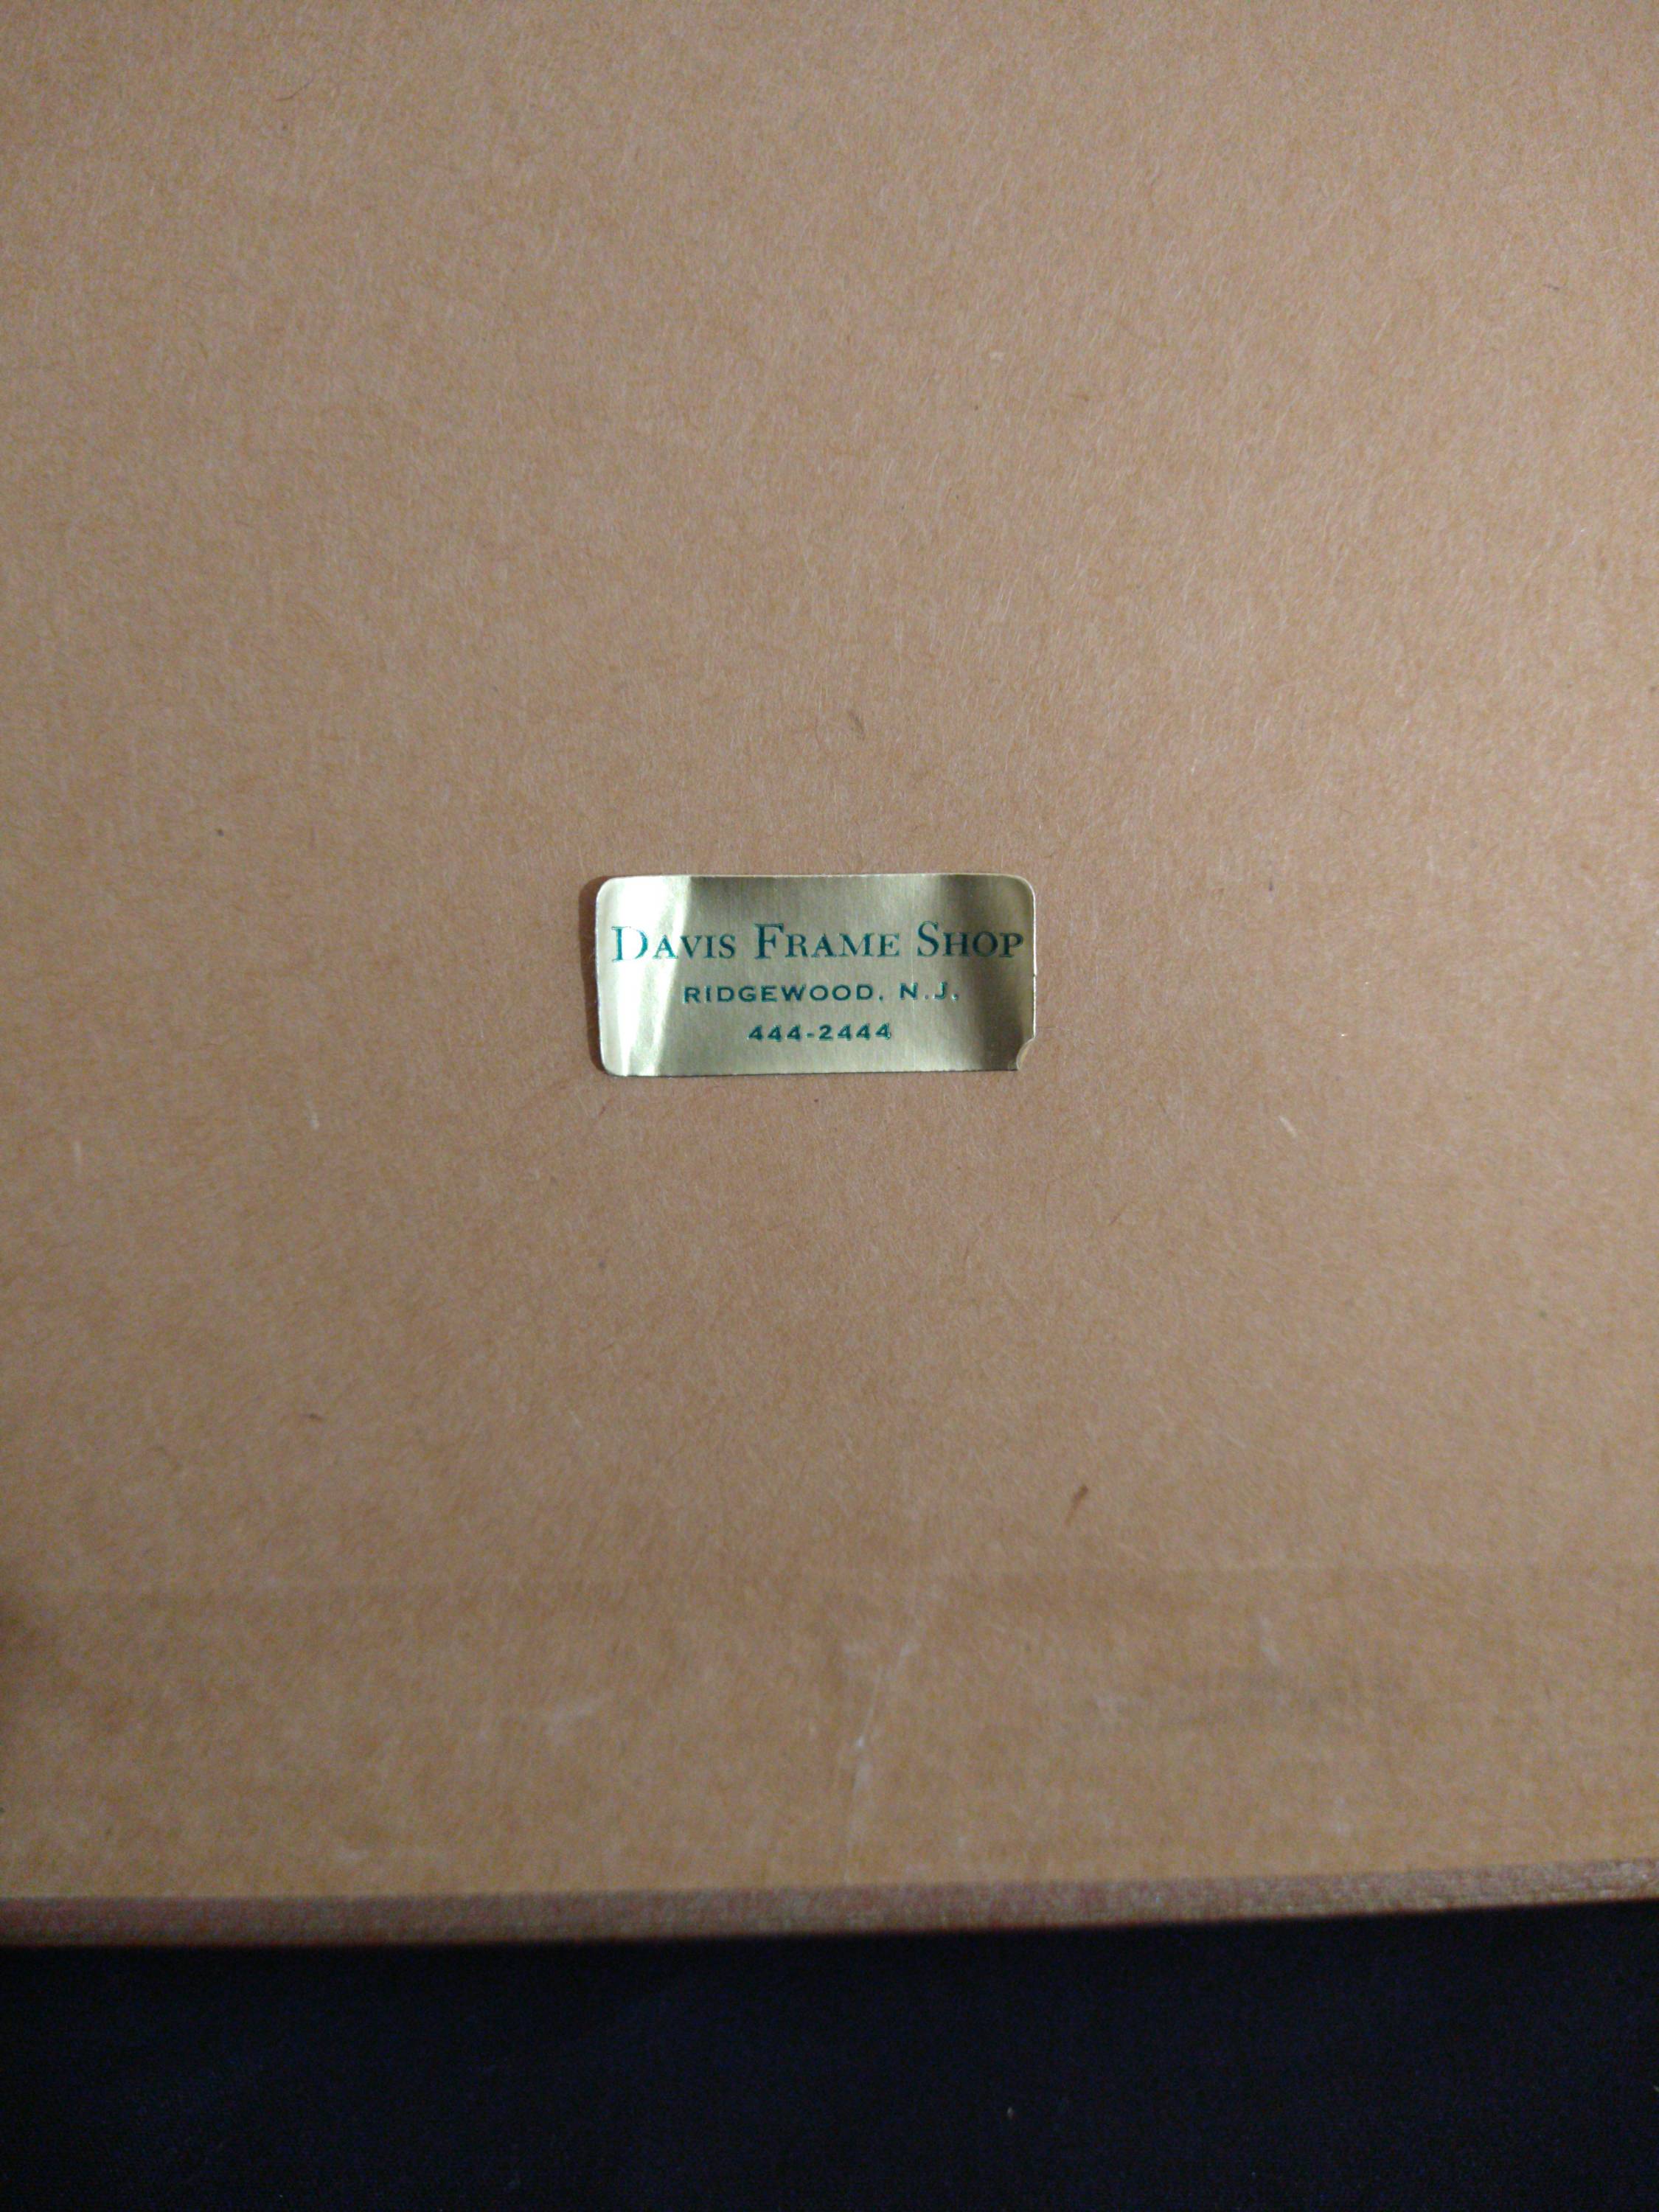 DAVIS FRAME SHOP
RIDGEWOOD, N.J.
444-2444